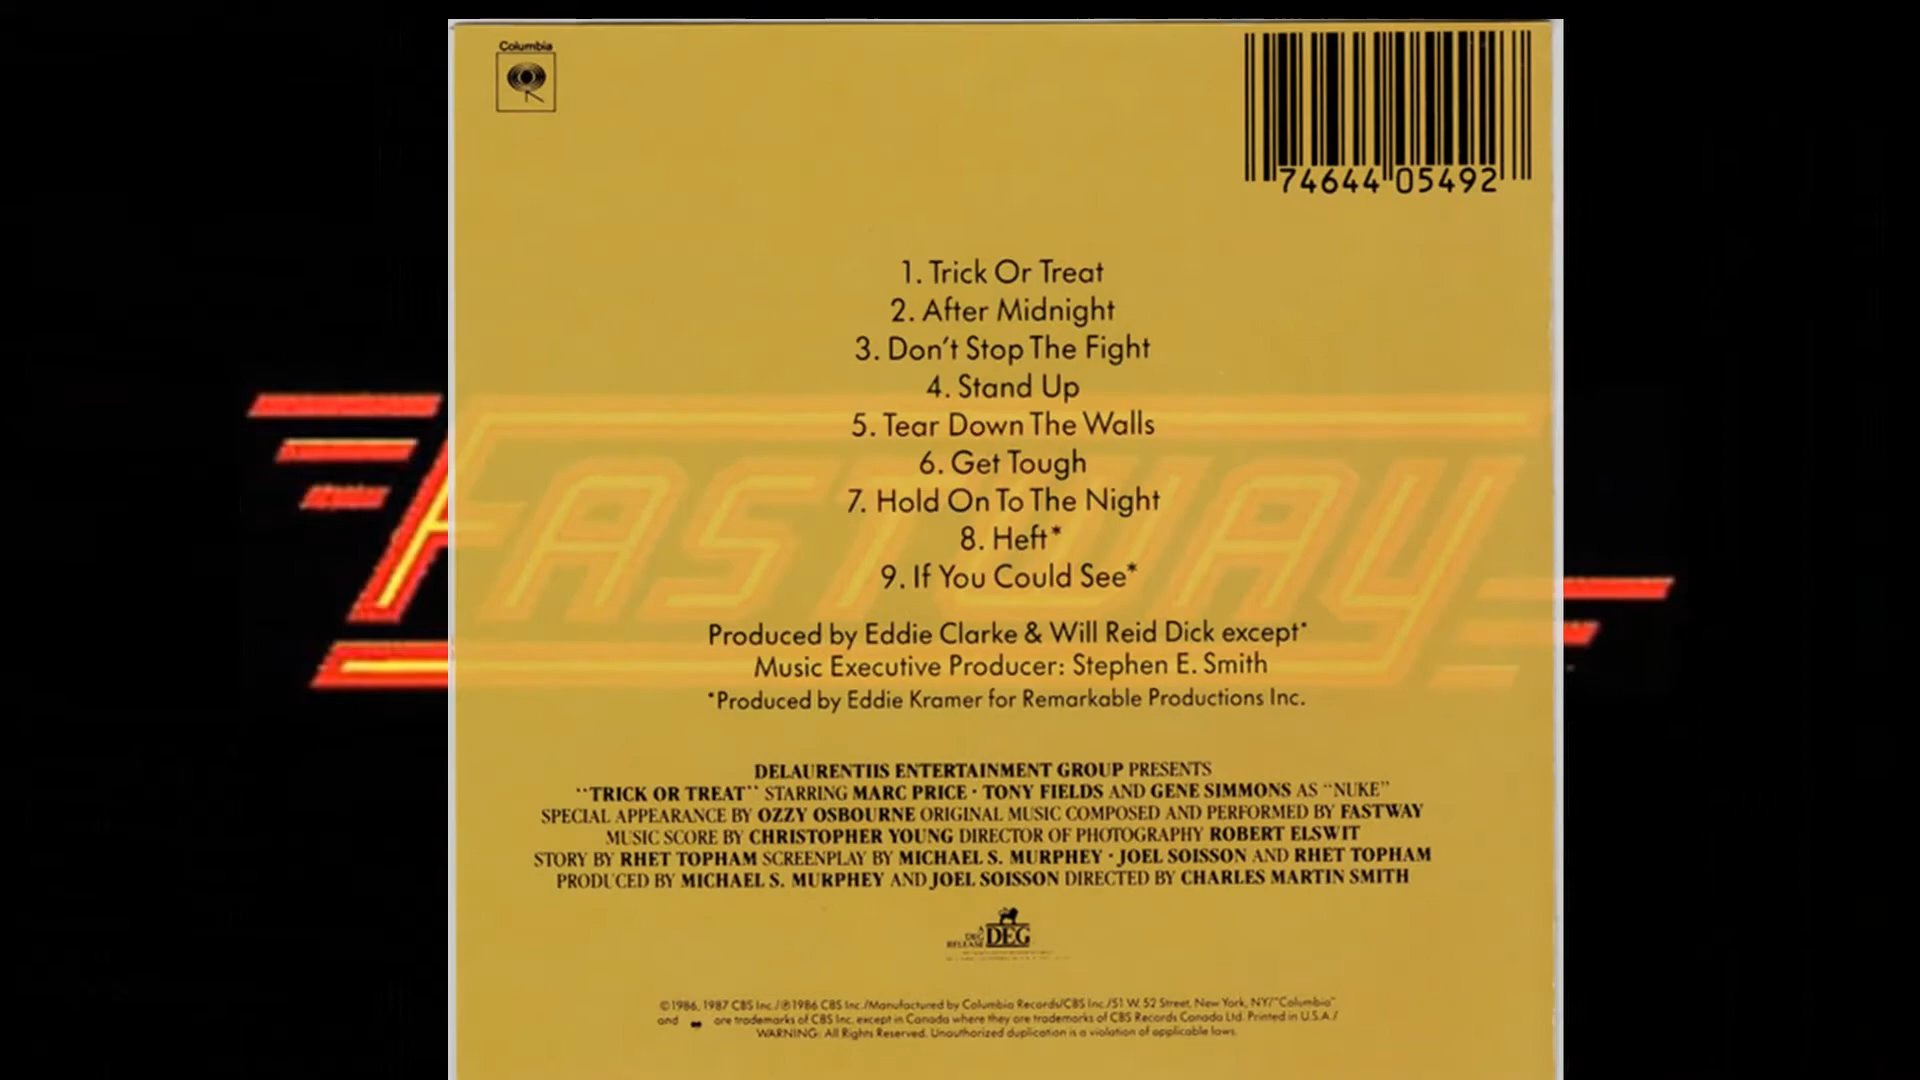 Columbia
74644 05492
1. Trick Or Treat
2. After Midnight
3. Don't Stop The Fight
4. Stand Up
5. Tear Down The Walls
6. Get Tough
7. Hold On To The Night
8. Heft*
9. If You Could See*
FASTWAY
Produced by Eddie Clarke & Will Reid Dick except*
Music Executive Producer: Stephen E. Smith
*Produced by Eddie Kramer for Remarkable Productions Inc.
DELAURENTIIS ENTERTAINMENT GROUP PRESENTS
"TRICK OR TREAT" STARRING MARC PRICE · TONY FIELDS AND GENE SIMMONS AS "NUKE"
SPECIAL APPEARANCE BY OZZY OSBOURNE ORIGINAL MUSIC COMPOSED AND PERFORMED BY FASTWAY
MUSIC SCORE BY CHRISTOPHER YOUNG DIRECTOR OF PHOTOGRAPHY ROBERT ELSWIT
STORY BY RHET TOPHAM SCREENPLAY BY MICHAEL S. MURPHEY · JOEL SOISSON AND RHET TOPHAM
PRODUCED BY MICHAEL S. MURPHEY AND JOEL SOISSON DIRECTED BY CHARLES MARTIN SMITH
A DEG RELEASE DEG
©1986, 1987 CBS Inc./℗1986 CBS Inc./Manufactured by Columbia Records/CBS Inc./51 W. 52 Street, New York, NY/"Columbia"
and are trademarks of CBS Inc. except in Canada where they are trademarks of CBS Records Canada Ltd. Printed in U.S.A./
WARNING: All Rights Reserved. Unauthorized duplication is a violation of applicable laws.